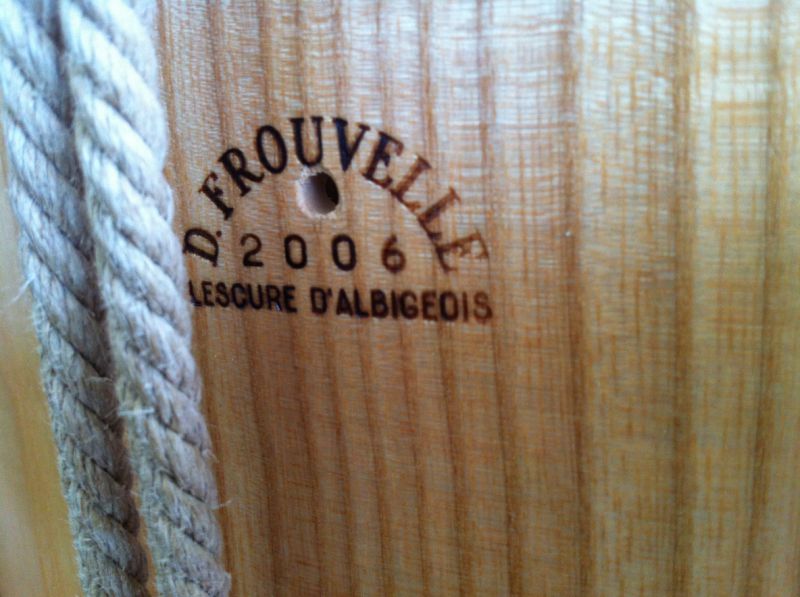 D. FROUVELLE
2006
LESCURE D'ALBIGEOIS